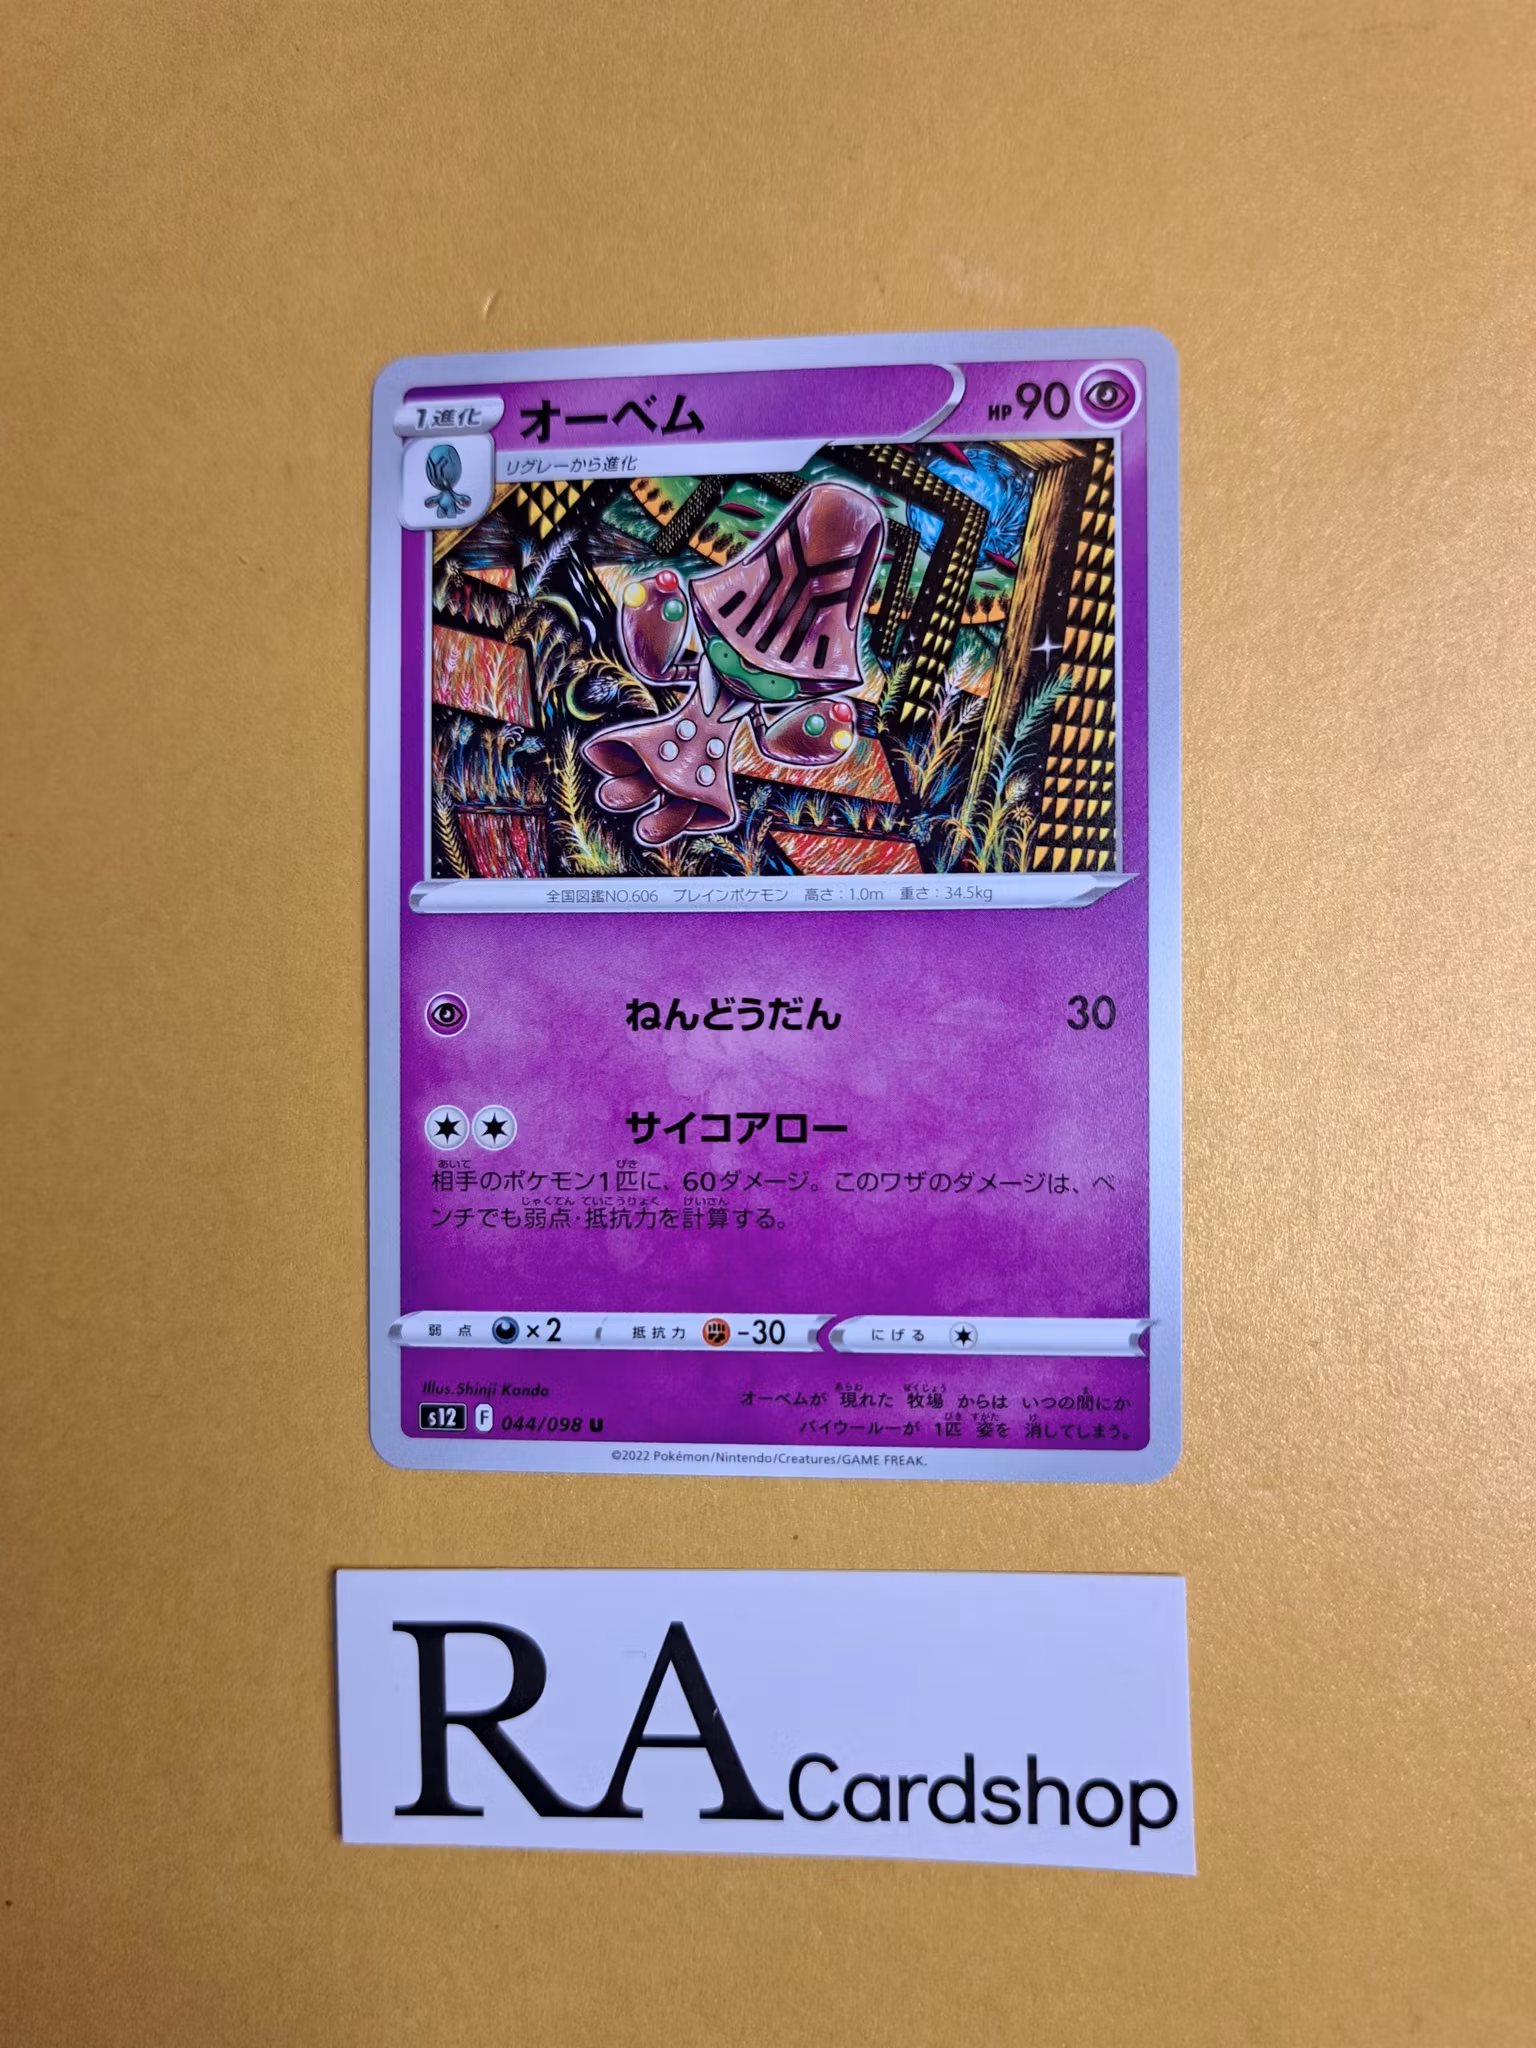 1進化
オーベム
HP 90
リグレーから進化
全国図鑑NO.606 ブレインポケモン 高さ：1.0m 重さ：34.5kg
ねんどうだん 30
サイコアロー
相手のポケモン1匹に、60ダメージ。このワザのダメージは、ベ
ンチでも弱点・抵抗力を計算する。
弱点 ×2 抵抗力 -30 にげる
Illus. Shinji Kanda
s12 F 044/098 U
オーベムが 現れた 牧場 からは いつの間にか
バイウールーが 1匹 姿を 消してしまう。
©2022 Pokémon/Nintendo/Creatures/GAME FREAK.
RA Cardshop